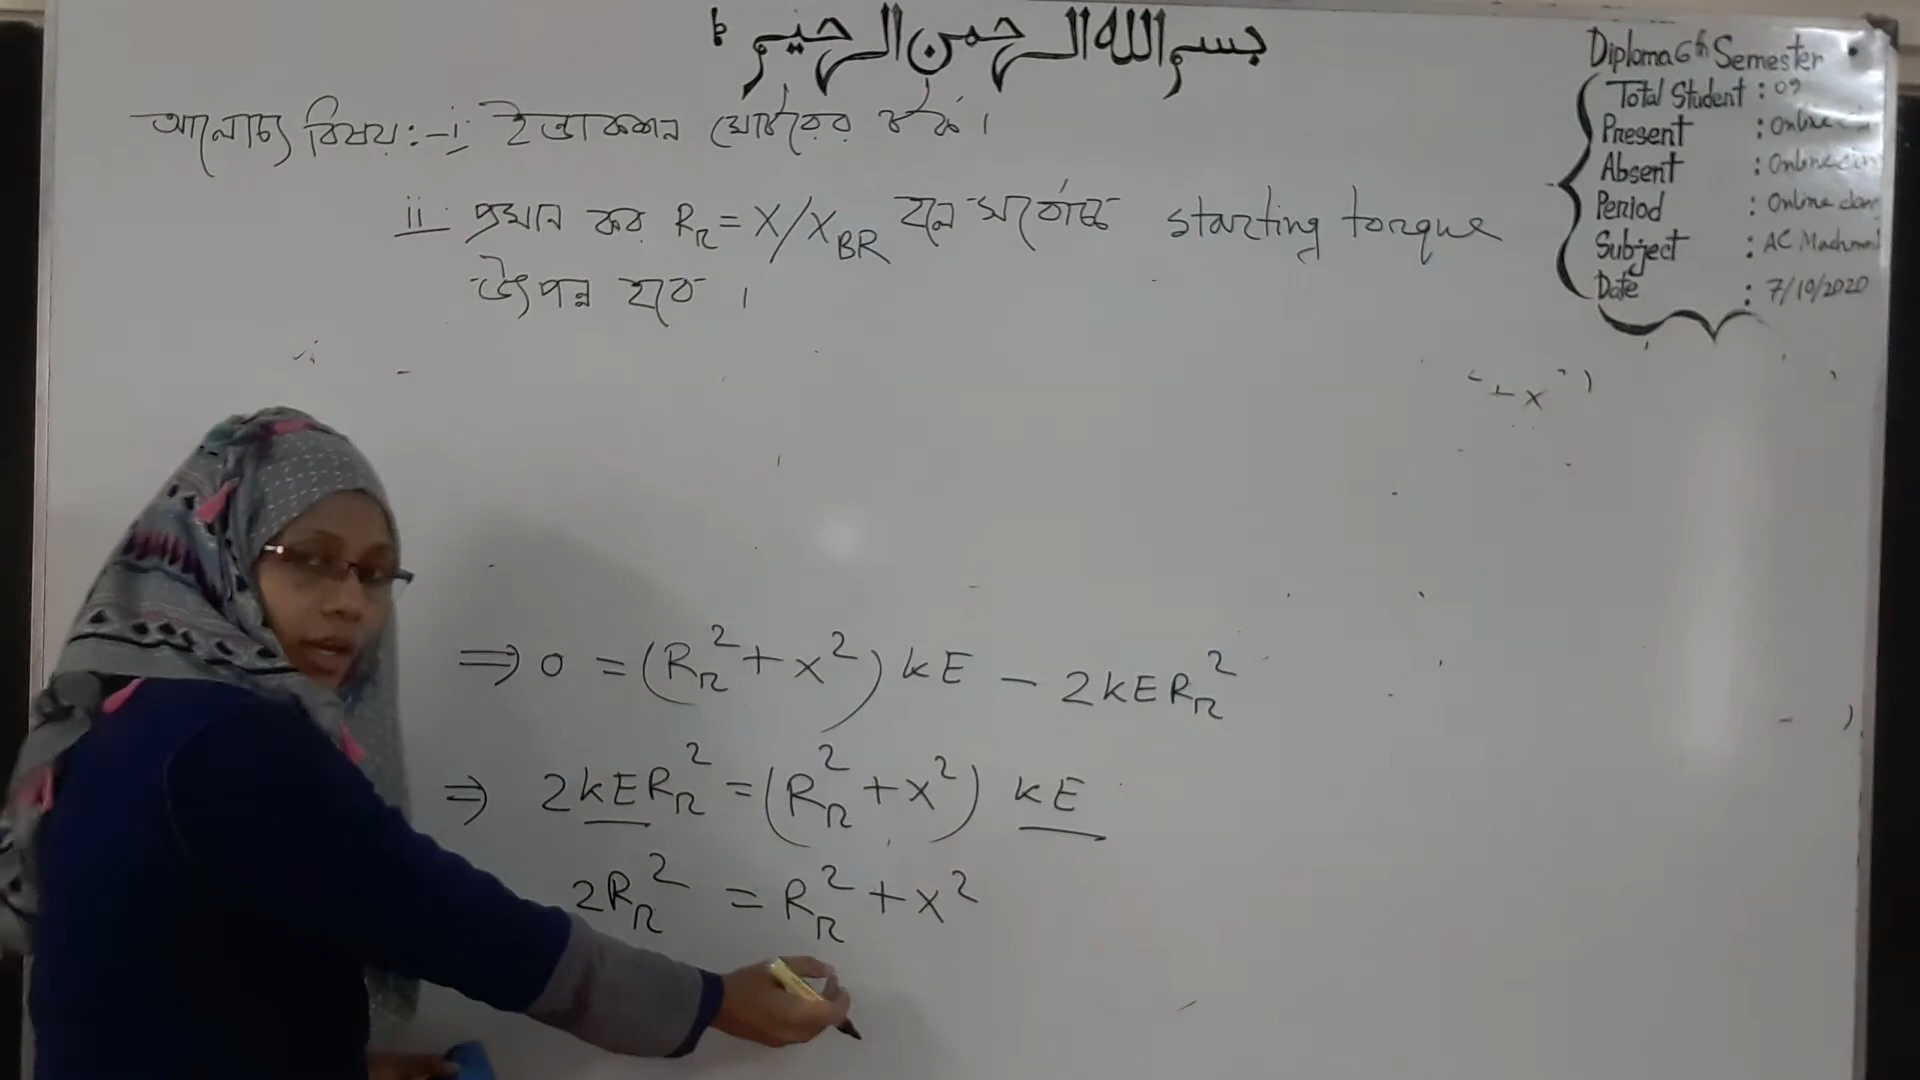 بسم الله الرحمن الرحيم
আলোচ্য বিষয়:- i. ইন্ডাকশন মোটরের টর্ক।
ii. প্রমান কর R_r = X/X_BR হলে সর্বোচ্চ starting torque
উৎপন্ন হবে।
Diploma 6th Semester
Total Student : 09
Present : Online
Absent : Online
Period : Online class
Subject : AC Machine
Date : 7/10/2020
+ x²)
⇒ 0 = (R_r² + x²) kE − 2kER_r²
⇒ 2kER_r² = (R_r² + x²) kE
2R_r² = R_r² + x²